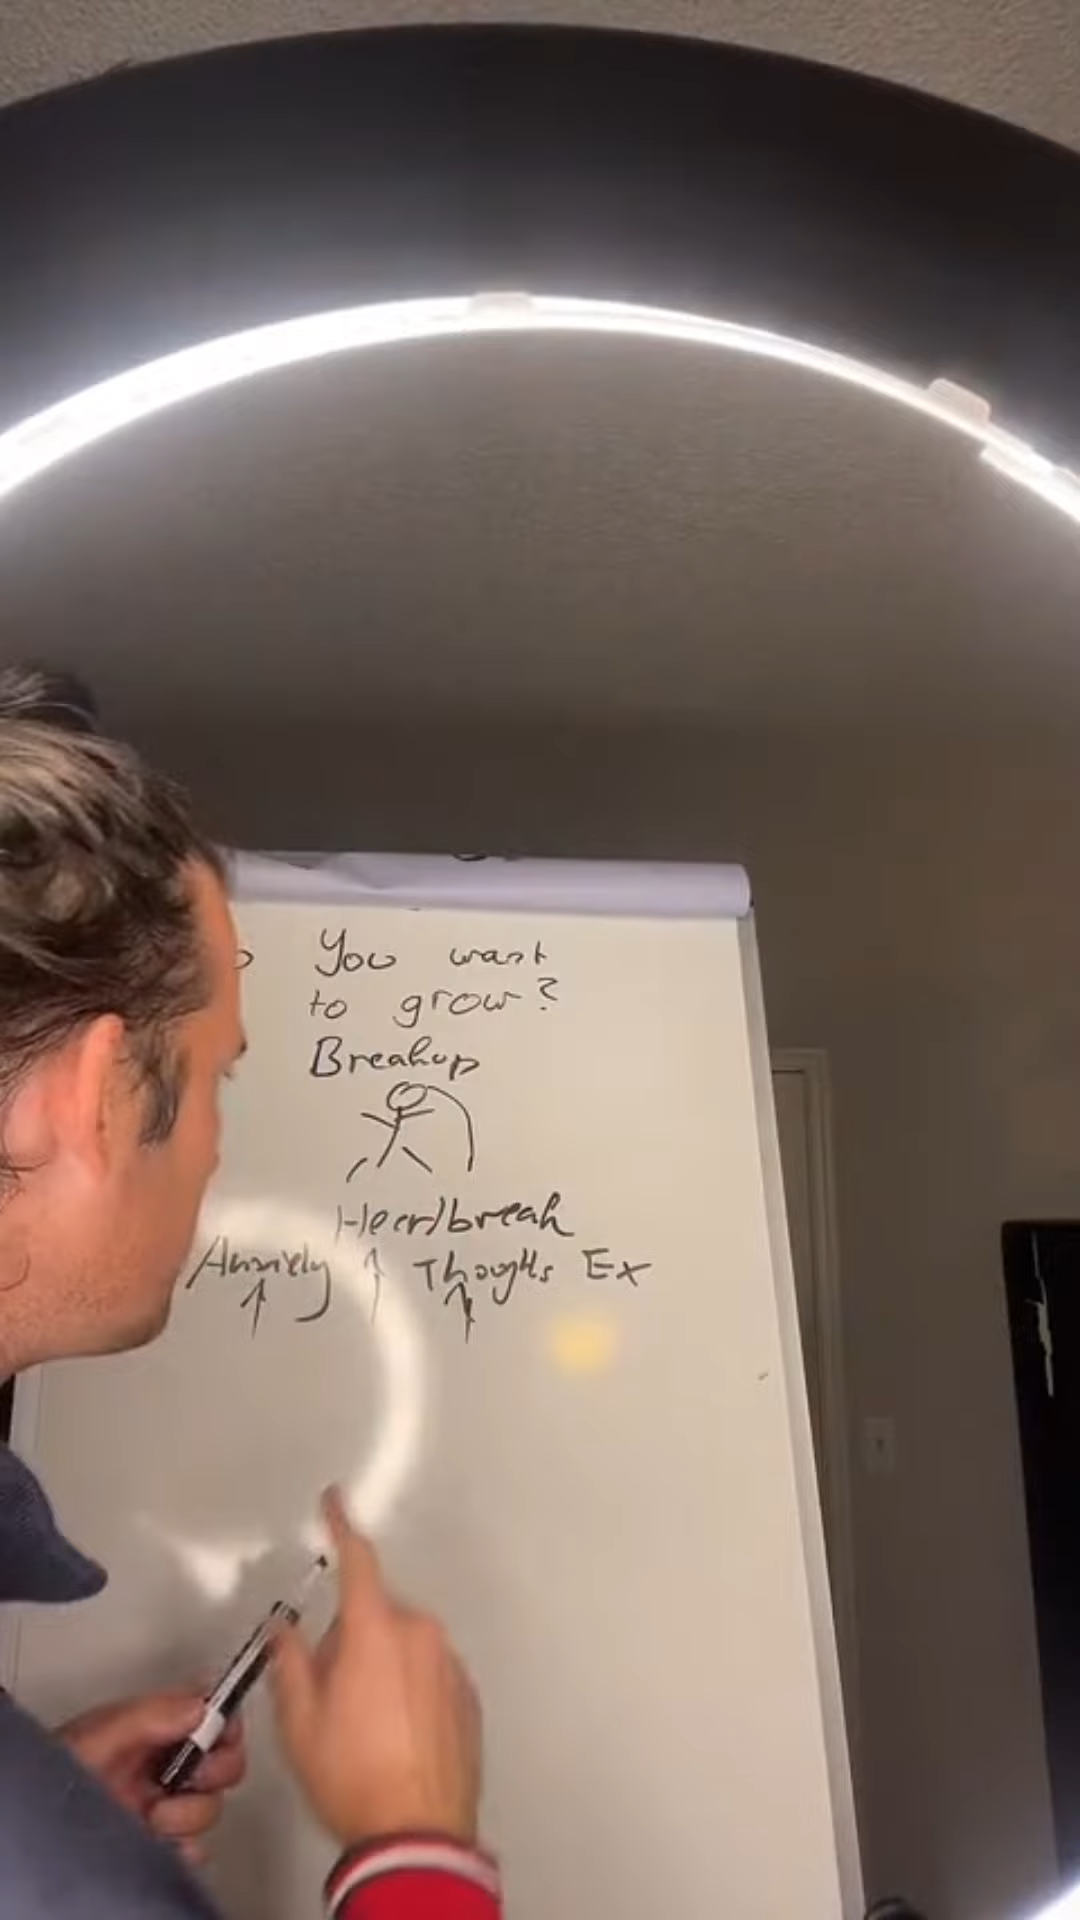 You want
to grow?
Breakup
Heartbreak
Anxiety ↑ Thoughts Ex
↑ ↑